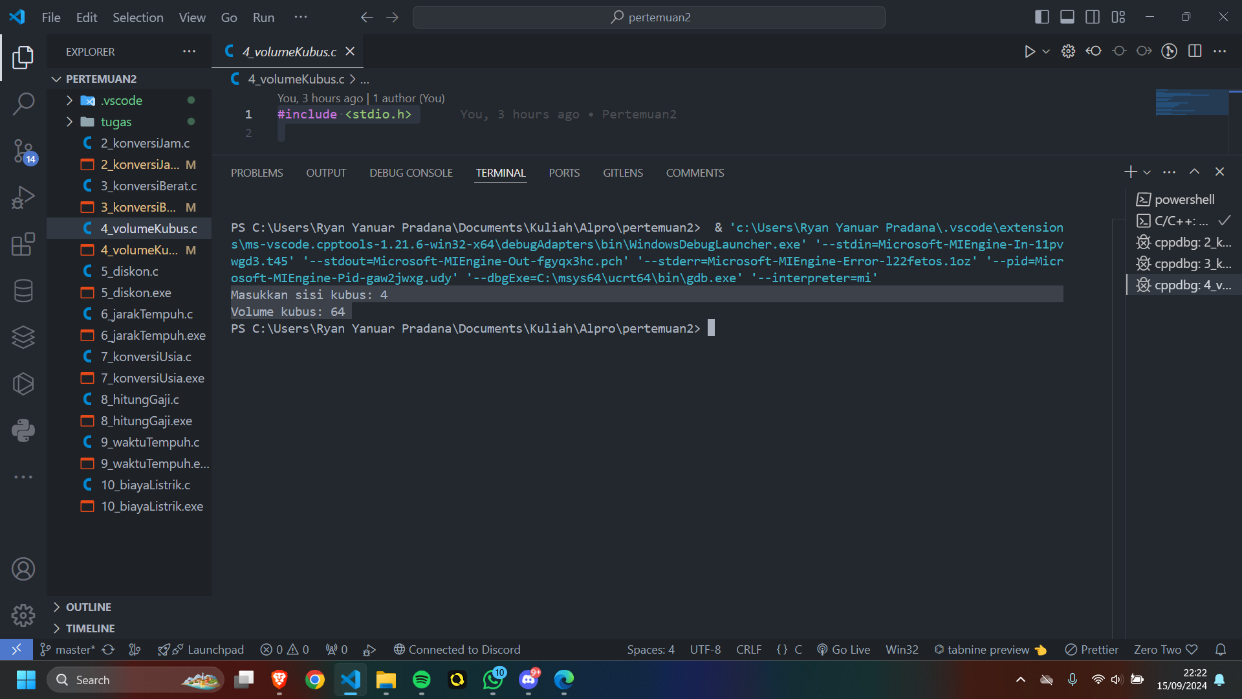 File Edit Selection View Go Run ···
pertemuan2
EXPLORER
PERTEMUAN2
.vscode
tugas
2_konversiJam.c
2_konversiJa... M
3_konversiBerat.c
3_konversiB... M
4_volumeKubus.c
4_volumeKu... M
5_diskon.c
5_diskon.exe
6_jarakTempuh.c
6_jarakTempuh.exe
7_konversiUsia.c
7_konversiUsia.exe
8_hitungGaji.c
8_hitungGaji.exe
9_waktuTempuh.c
9_waktuTempuh.e...
10_biayaListrik.c
10_biayaListrik.exe
OUTLINE
TIMELINE
14
4_volumeKubus.c
4_volumeKubus.c > ...
You, 3 hours ago | 1 author (You)
1 #include <stdio.h> You, 3 hours ago • Pertemuan2
2
PROBLEMS OUTPUT DEBUG CONSOLE TERMINAL PORTS GITLENS COMMENTS
PS C:\Users\Ryan Yanuar Pradana\Documents\Kuliah\Alpro\pertemuan2> & 'c:\Users\Ryan Yanuar Pradana\.vscode\extension
s\ms-vscode.cpptools-1.21.6-win32-x64\debugAdapters\bin\WindowsDebugLauncher.exe' '--stdin=Microsoft-MIEngine-In-11pv
wgd3.t45' '--stdout=Microsoft-MIEngine-Out-fgyqx3hc.pch' '--stderr=Microsoft-MIEngine-Error-l22fetos.1oz' '--pid=Micr
osoft-MIEngine-Pid-gaw2jwxg.udy' '--dbgExe=C:\msys64\ucrt64\bin\gdb.exe' '--interpreter=mi'
Masukkan sisi kubus: 4
Volume kubus: 64
PS C:\Users\Ryan Yanuar Pradana\Documents\Kuliah\Alpro\pertemuan2>
powershell
C/C++: ...
cppdbg: 2_k...
cppdbg: 3_k...
cppdbg: 4_v...
master* Launchpad 0 0 0 Connected to Discord Spaces: 4 UTF-8 CRLF {} C Go Live Win32 tabnine preview Prettier Zero Two
Search 10 9+ 22:22
15/09/2024